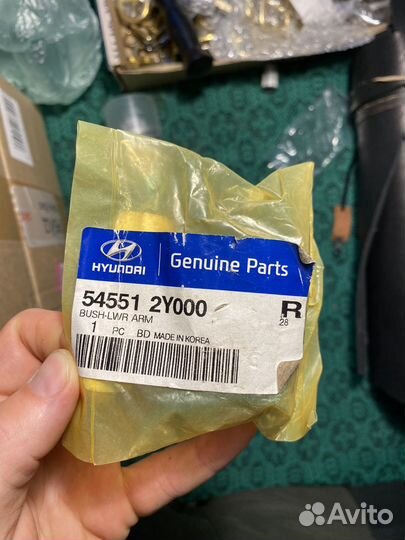 HYUNDAI
Genuine Parts
54551 2Y000
BUSH-LWR ARM
1 PC BD MADE IN KOREA
R
28
Avito